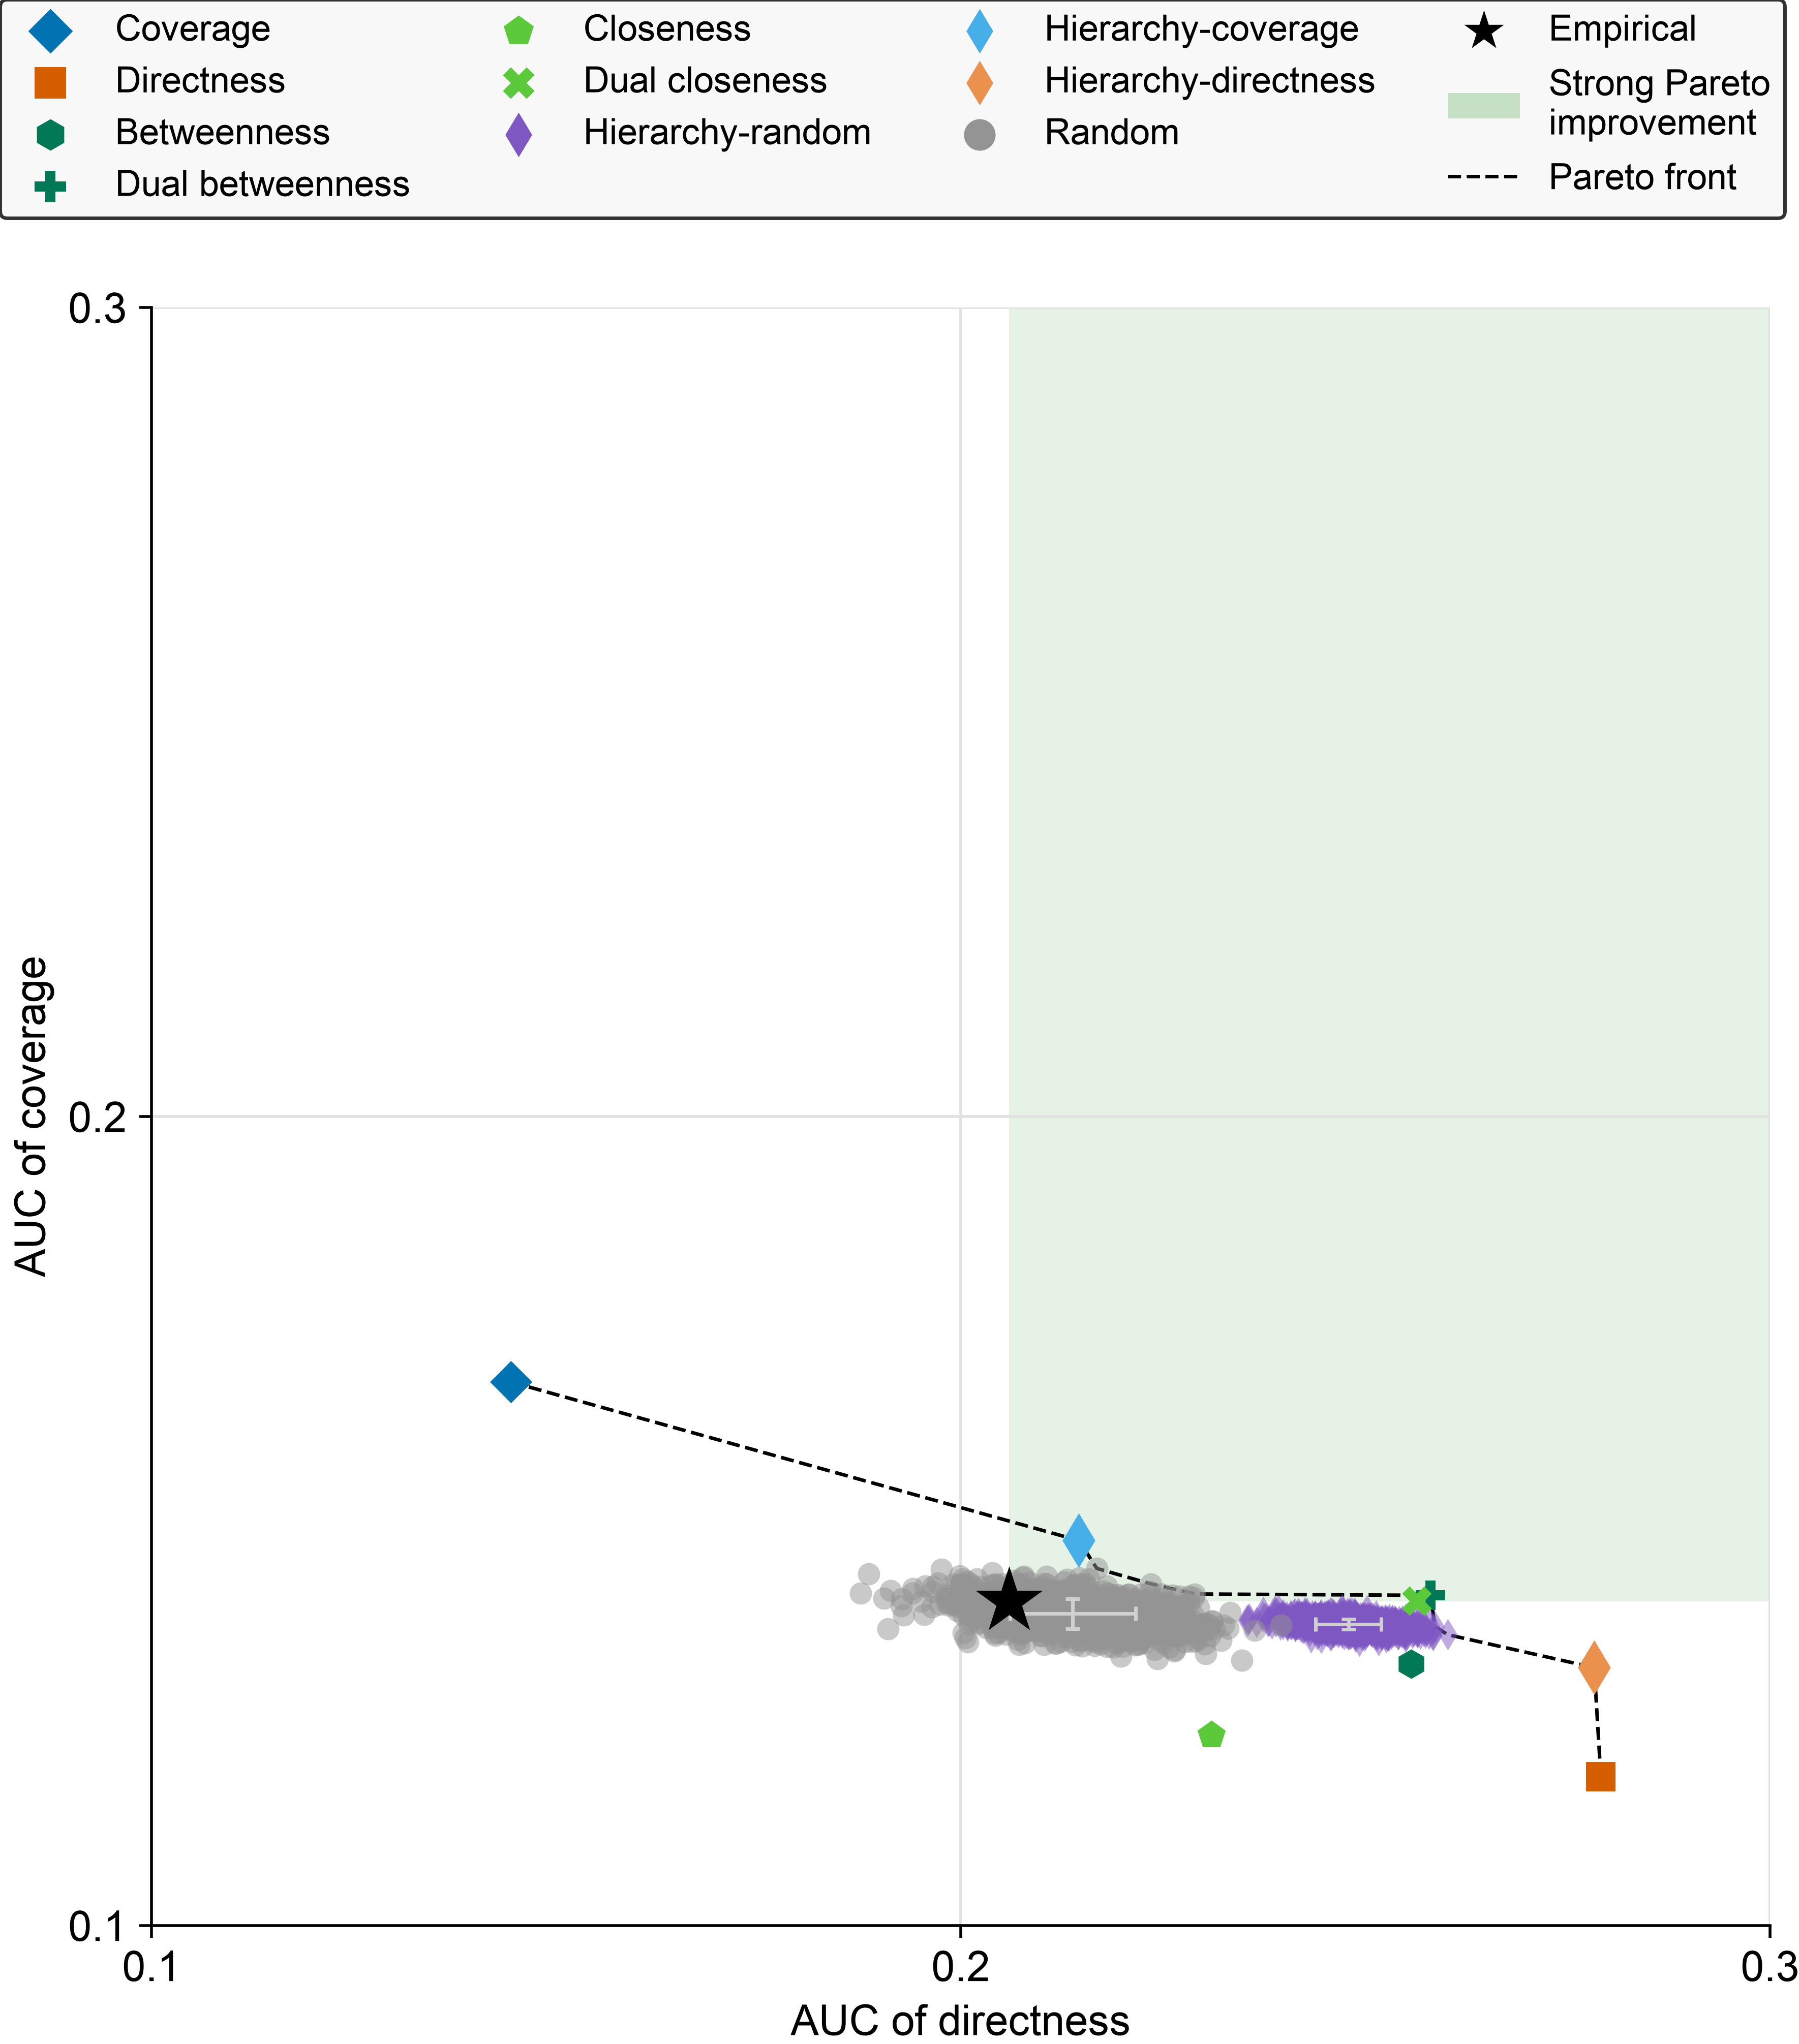 Coverage
Directness
Betweenness
Dual betweenness
Closeness
Dual closeness
Hierarchy-random
Hierarchy-coverage
Hierarchy-directness
Random
Empirical
Strong Pareto
improvement
Pareto front
0.3
0.2
0.1
AUC of coverage
0.1
0.2
0.3
AUC of directness